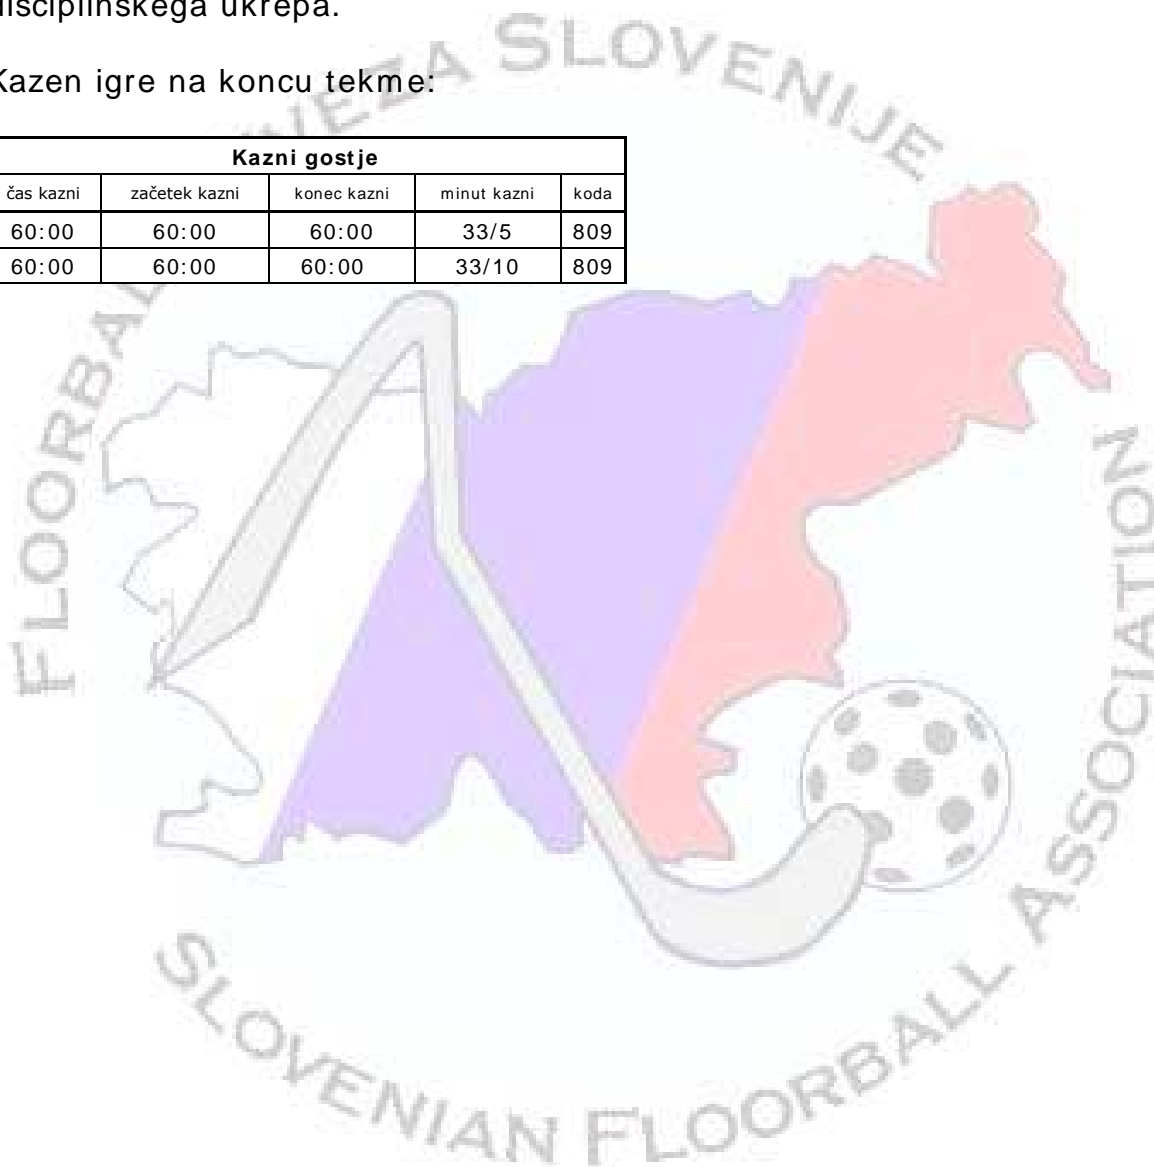 disciplinskega ukrepa.
Kazen igre na koncu tekme:
Kazni gostje
čas kazni začetek kazni konec kazni minut kazni koda
60:00 60:00 60:00 33/5 809
60:00 60:00 60:00 33/10 809
SLOVENIJE
SLOVENIAN FLOORBALL ASSOCIATION